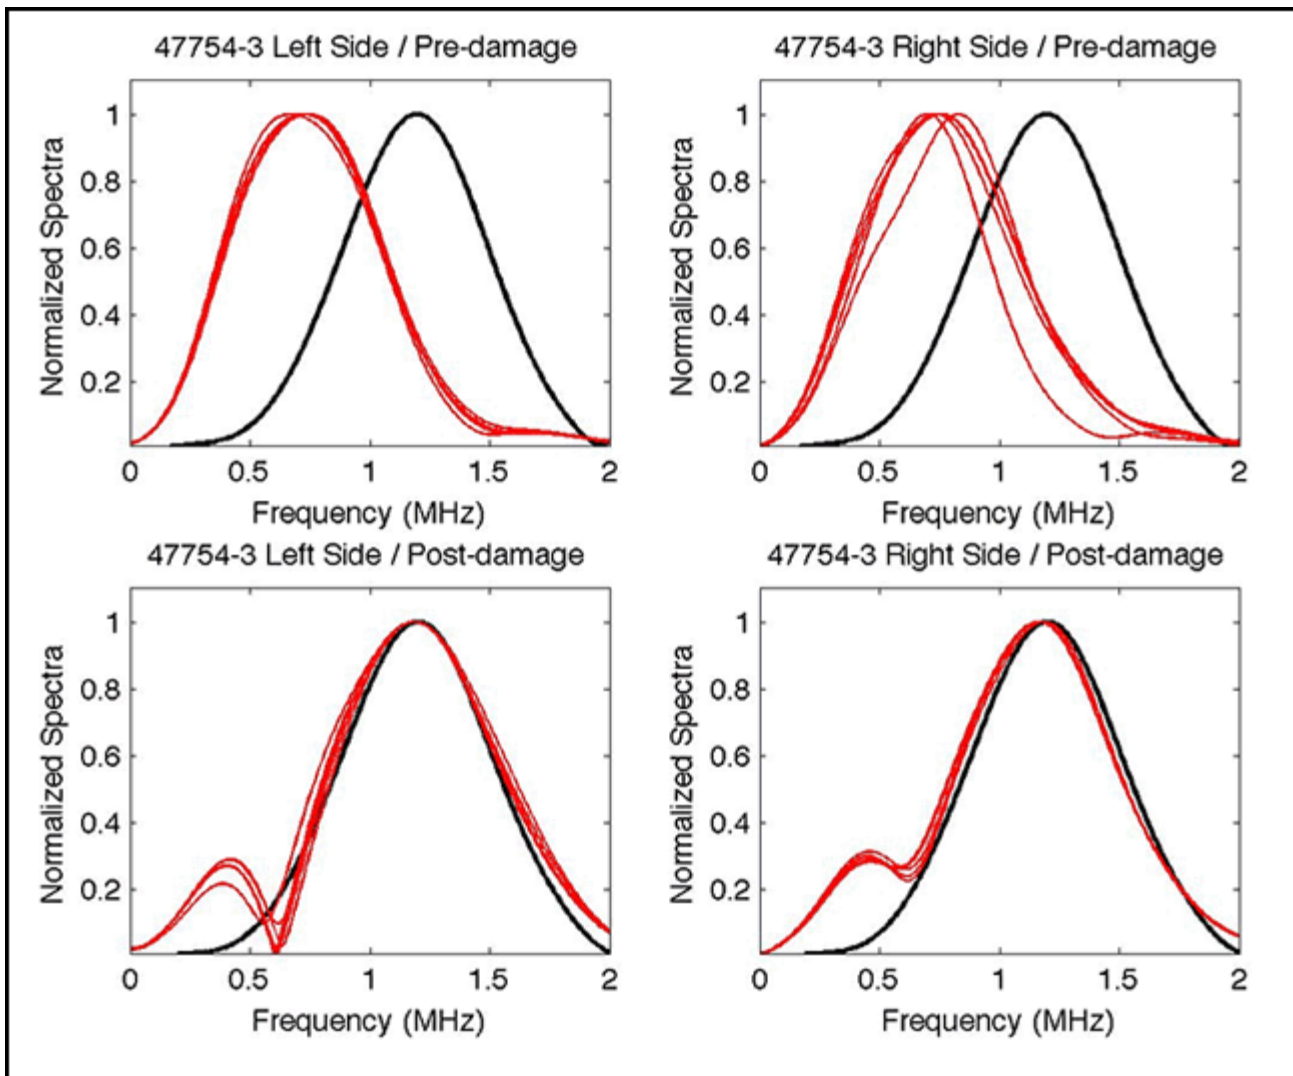 47754-3 Left Side / Pre-damage
Normalized Spectra
1
0.8
0.6
0.4
0.2
0 0.5 1 1.5 2
Frequency (MHz)
47754-3 Right Side / Pre-damage
Normalized Spectra
1
0.8
0.6
0.4
0.2
0 0.5 1 1.5 2
Frequency (MHz)
47754-3 Left Side / Post-damage
Normalized Spectra
1
0.8
0.6
0.4
0.2
0 0.5 1 1.5 2
Frequency (MHz)
47754-3 Right Side / Post-damage
Normalized Spectra
1
0.8
0.6
0.4
0.2
0 0.5 1 1.5 2
Frequency (MHz)